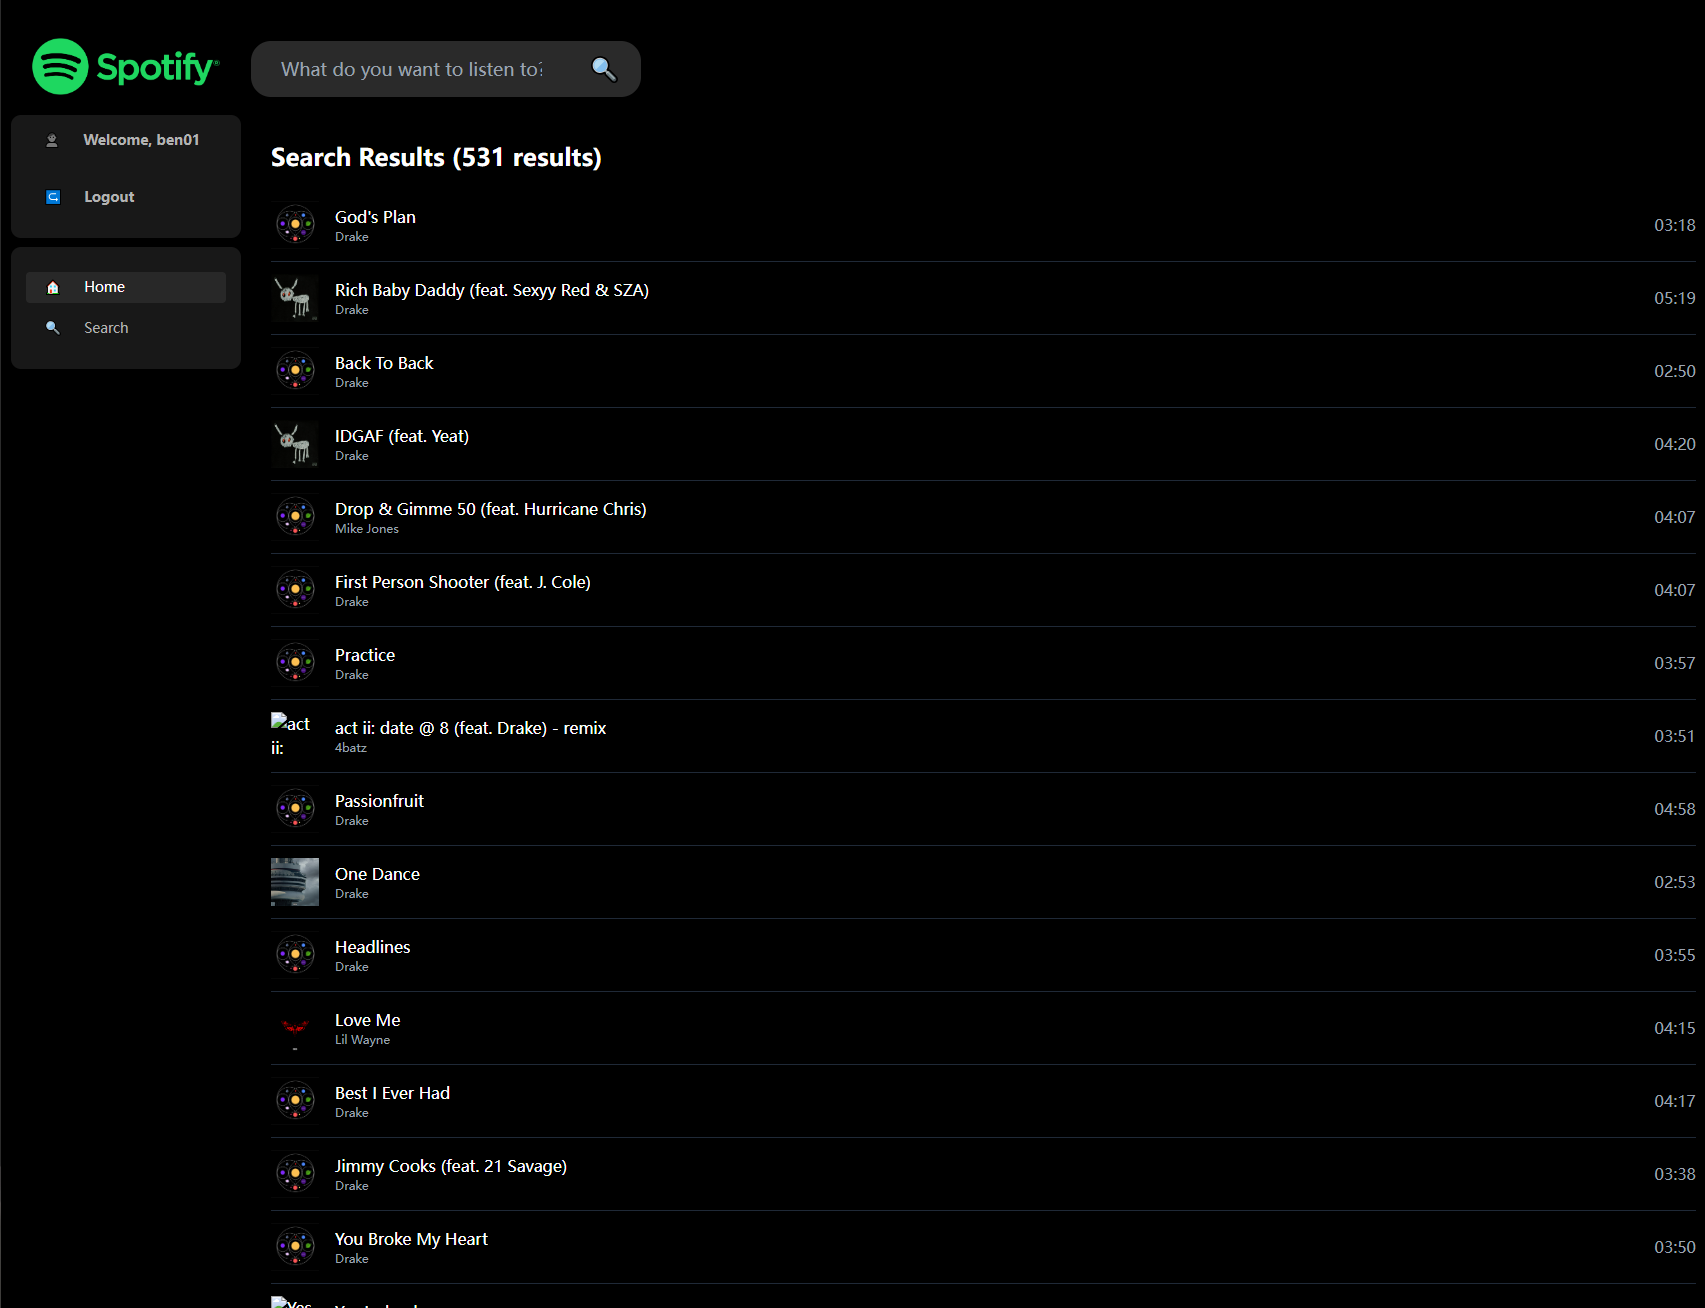 Spotify®
What do you want to listen to?
Welcome, ben01
Logout
Home
Search
Search Results (531 results)
God's Plan
Drake
03:18
Rich Baby Daddy (feat. Sexyy Red & SZA)
Drake
05:19
Back To Back
Drake
02:50
IDGAF (feat. Yeat)
Drake
04:20
Drop & Gimme 50 (feat. Hurricane Chris)
Mike Jones
04:07
First Person Shooter (feat. J. Cole)
Drake
04:07
Practice
Drake
03:57
act
ii:
act ii: date @ 8 (feat. Drake) - remix
4batz
03:51
Passionfruit
Drake
04:58
One Dance
Drake
02:53
Headlines
Drake
03:55
Love Me
Lil Wayne
04:15
Best I Ever Had
Drake
04:17
Jimmy Cooks (feat. 21 Savage)
Drake
03:38
You Broke My Heart
Drake
03:50